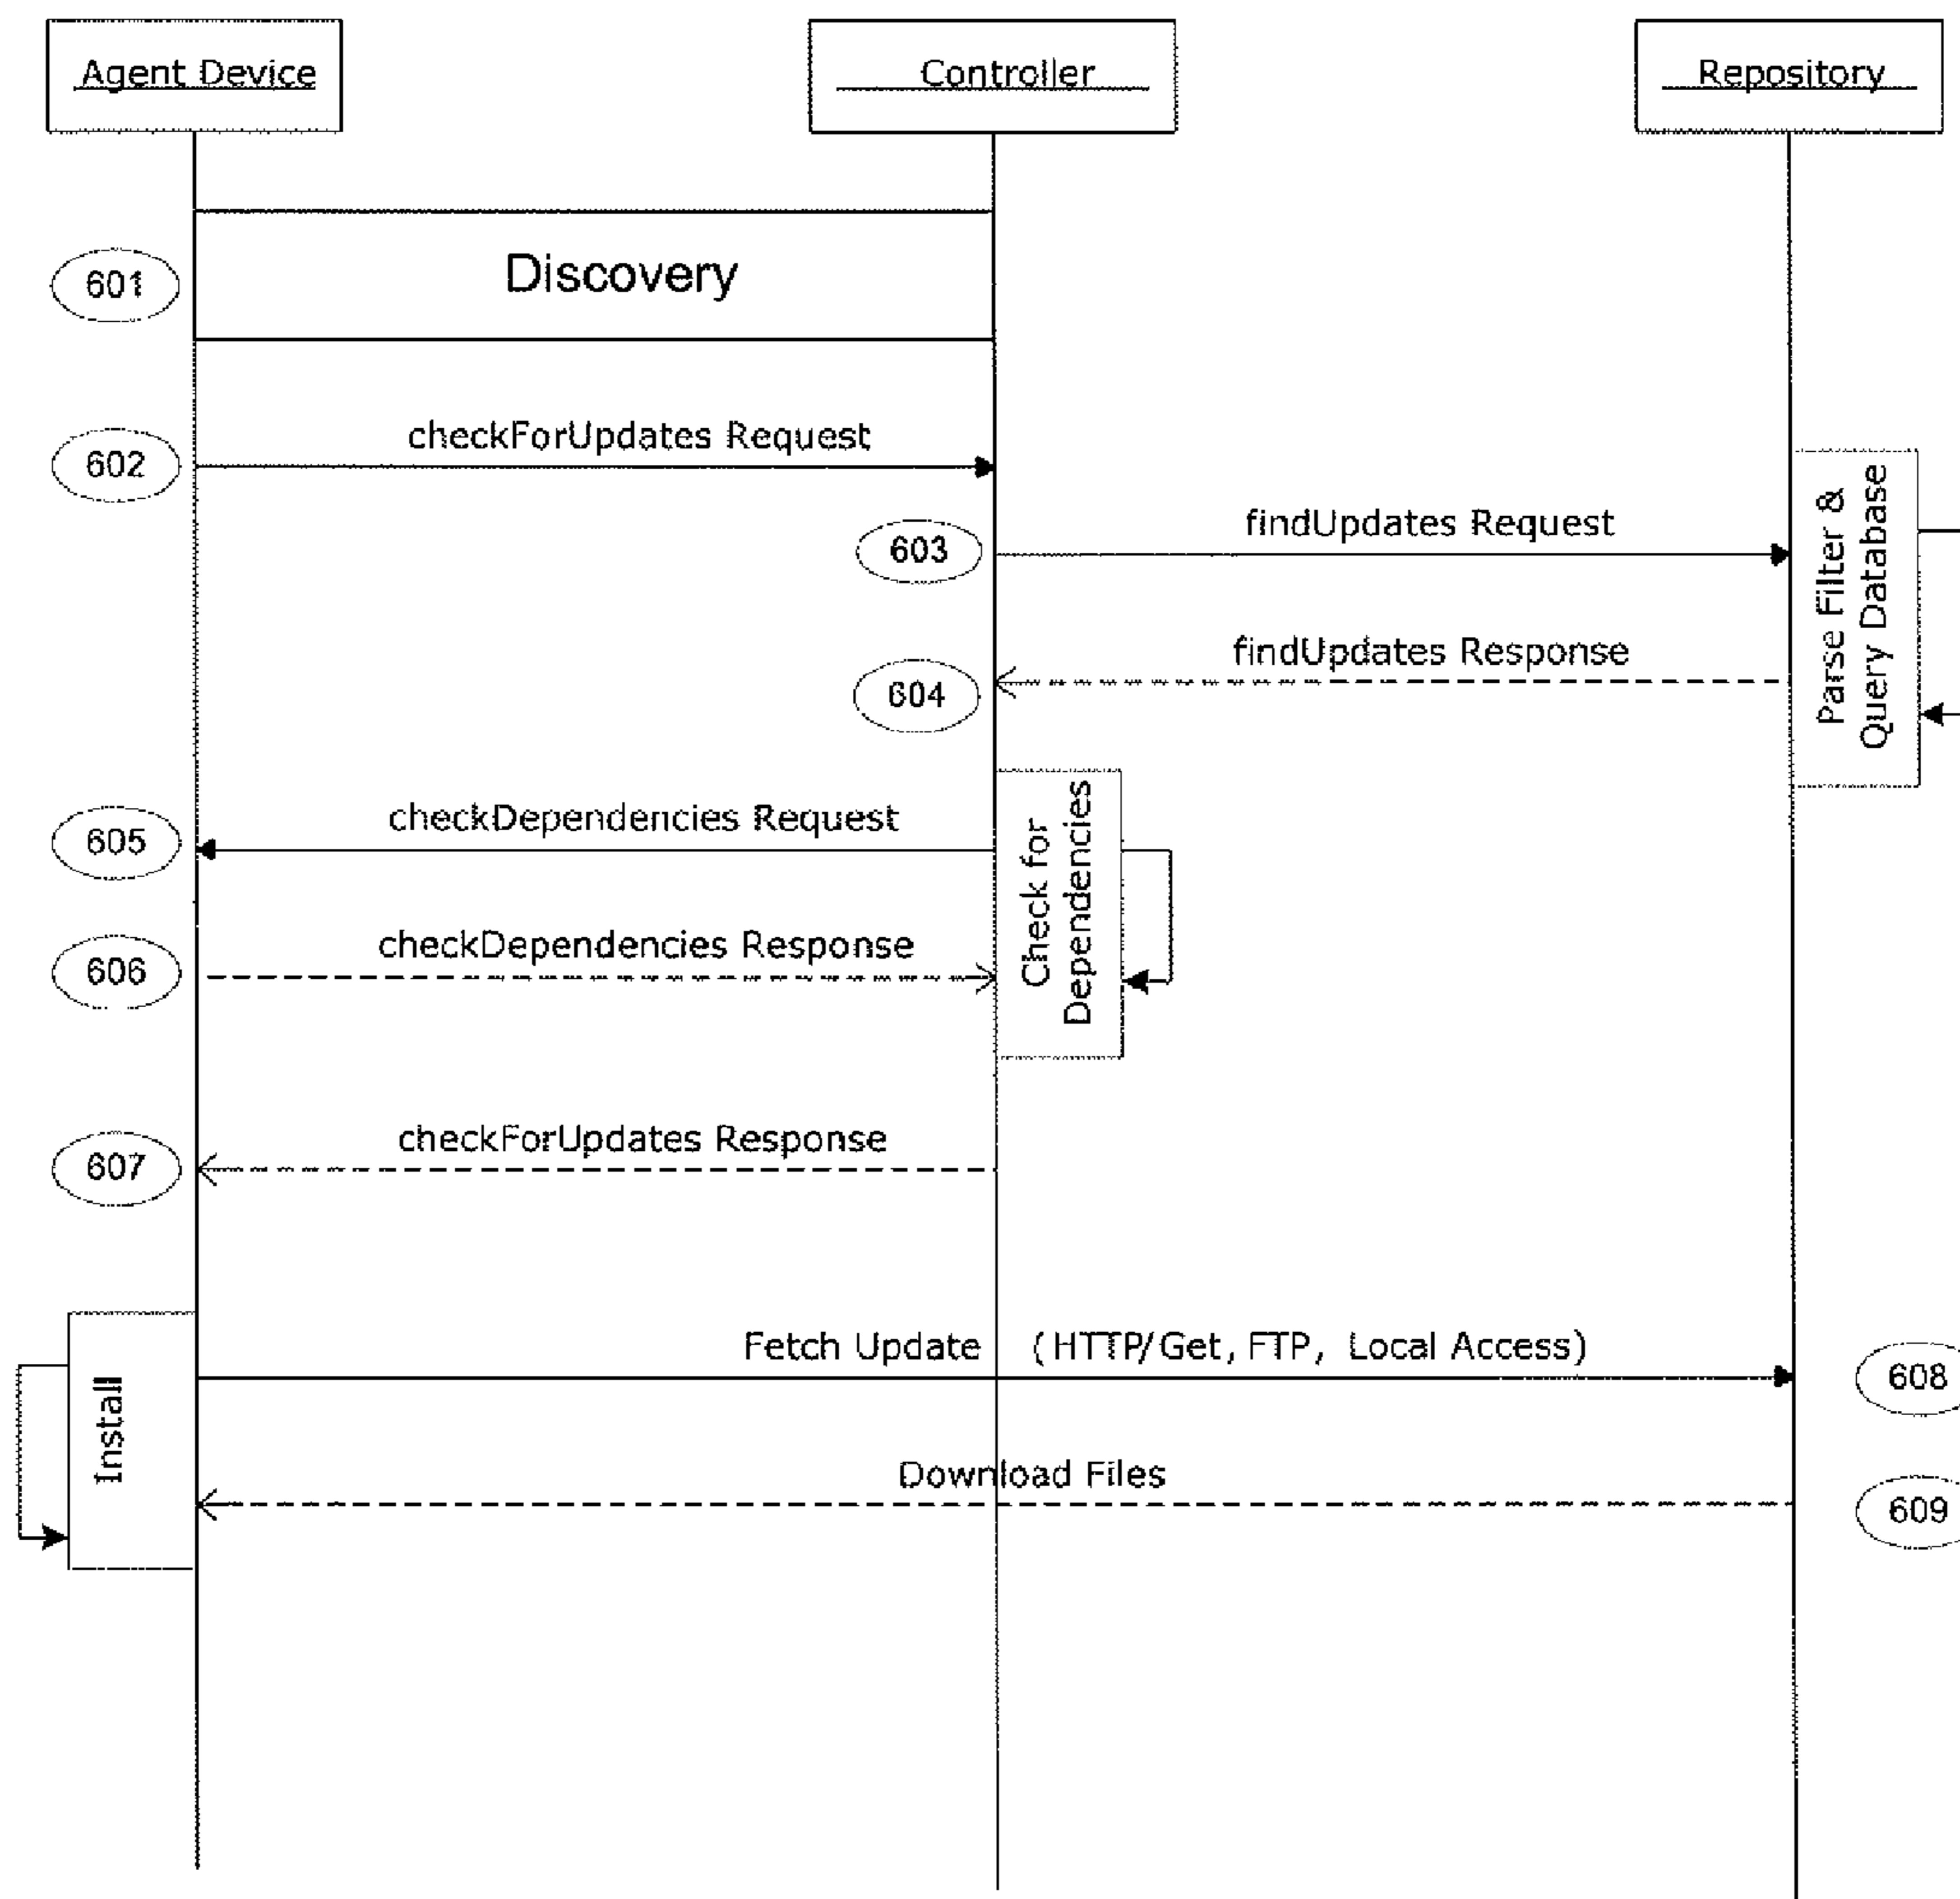 Agent Device
Controller
Repository
601
Discovery
602
checkForUpdates Request
603
findUpdates Request
Parse Filter &
Query Database
604
findUpdates Response
605
checkDependencies Request
Check for
Dependencies
606
checkDependencies Response
607
checkForUpdates Response
Install
Fetch Update (HTTP/Get, FTP, Local Access)
608
Download Files
609